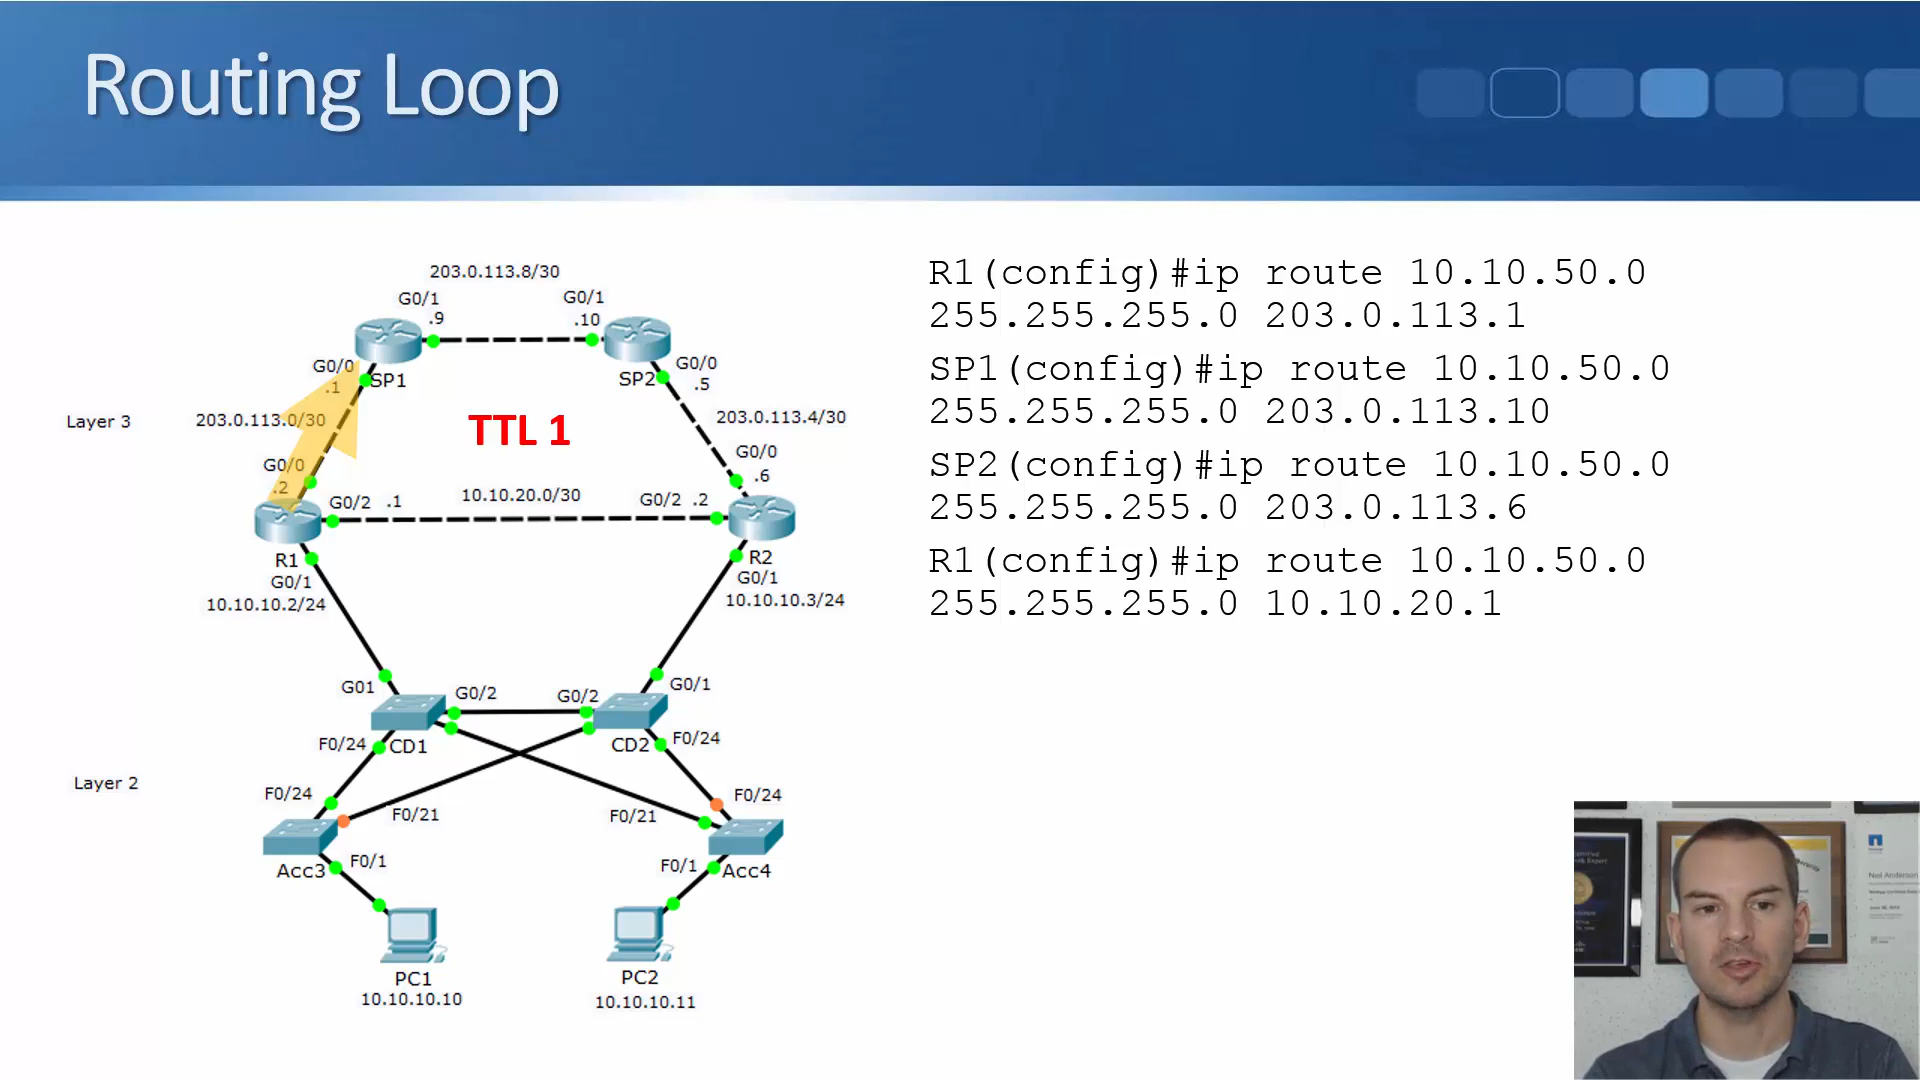 Routing Loop
203.0.113.8/30
G0/1
G0/1
.9
.10
G0/0
SP1
.1
SP2
G0/0
.5
Layer 3
203.0.113.0/30
TTL 1
203.0.113.4/30
G0/0
.2
G0/0
.6
G0/2 .1
10.10.20.0/30
G0/2 .2
R1
G0/1
10.10.10.2/24
R2
G0/1
10.10.10.3/24
G01
G0/2
G0/2
G0/1
F0/24
CD1
CD2
F0/24
Layer 2
F0/24
F0/21
F0/21
F0/24
Acc3
F0/1
F0/1
Acc4
PC1
10.10.10.10
PC2
10.10.10.11
R1(config)#ip route 10.10.50.0
255.255.255.0 203.0.113.1
SP1(config)#ip route 10.10.50.0
255.255.255.0 203.0.113.10
SP2(config)#ip route 10.10.50.0
255.255.255.0 203.0.113.6
R1(config)#ip route 10.10.50.0
255.255.255.0 10.10.20.1
Neil Anderson